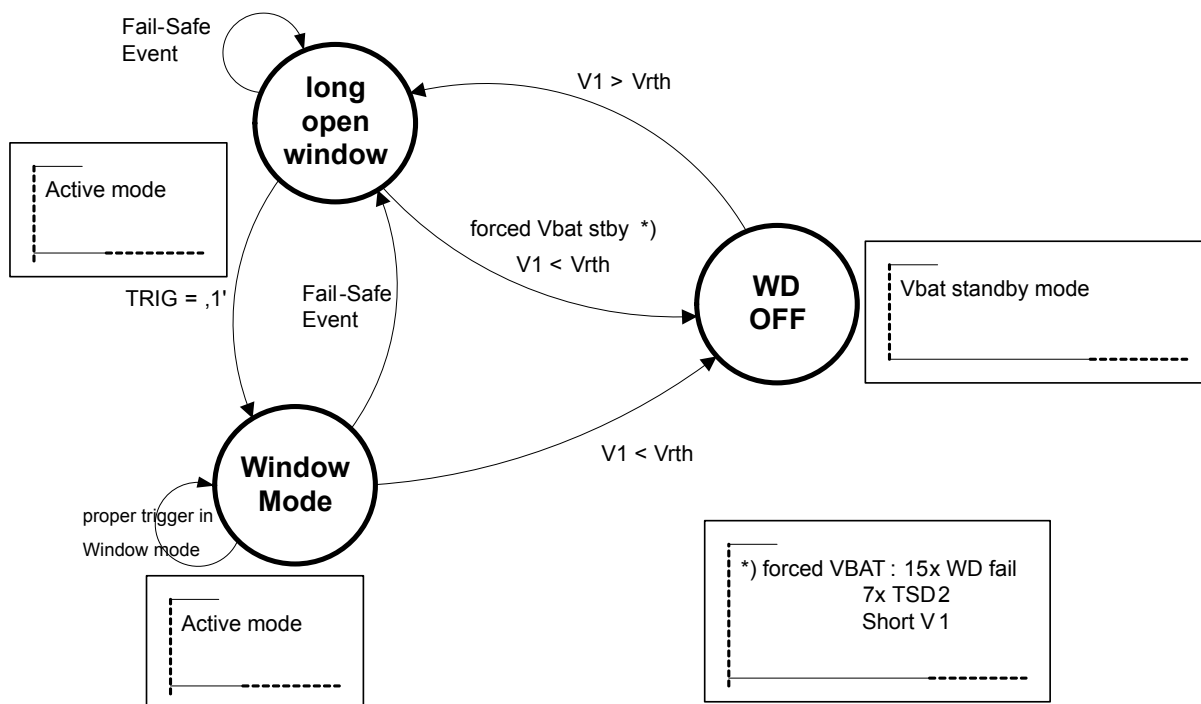 Fail-Safe
Event
long
open
window
V1 > Vrth
Active mode
forced Vbat stby *)
V1 < Vrth
TRIG = ‚1'
Fail-Safe
Event
WD
OFF
Vbat standby mode
Window
Mode
V1 < Vrth
proper trigger in
Window mode
Active mode
*) forced VBAT : 15x WD fail
7x TSD2
Short V1